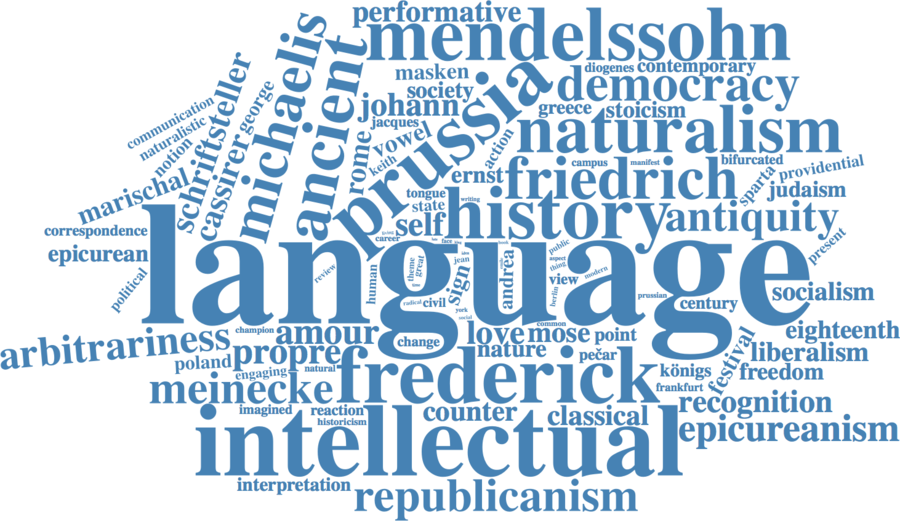 performative
mendelssohn
diogenes contemporary
masken
democracy
society
johann
greece stoicism
jacques
vowel
naturalism
communication
naturalistic
notion
schriftsteller
george
cassirer
michaelis
ancient
rome
keith
prussia
action
ernst
friedrich
campus
manifest
bifurcated
providential
sparta
judaism
marischal
tongue
state
writing
self
history
antiquity
correspondence
epicurean
political
language
career
face
book
public
present
review
human
theme
great
jean
sign
andrea
aspect
thing
view
modern
berlin
radical
civil
york
social
prussian
century
socialism
arbitrariness
champion
amour
change
common
love mose point
eighteenth
poland
propre
nature
pečar
festival
liberalism
engaging
natural
meinecke
frederick
königs
freedom
frankfurt
imagined
reaction
historicism
counter
classical
recognition
intellectual
epicureanism
interpretation
republicanism